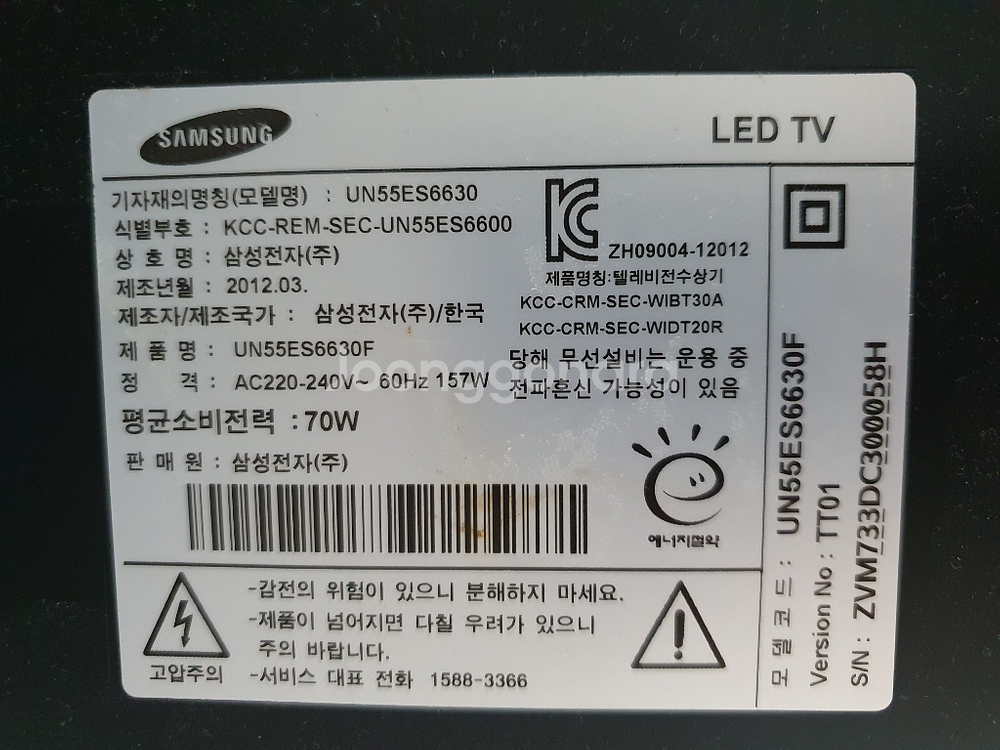 SAMSUNG
LED TV
기자재의명칭(모델명) : UN55ES6630
식별부호 : KCC-REM-SEC-UN55ES6600
상 호 명 : 삼성전자(주)
제조년월 : 2012.03.
제조자/제조국가 : 삼성전자(주)/한국
제 품 명 : UN55ES6630F
정 격 : AC220-240V~ 60Hz 157W
평균소비전력 : 70W
판 매 원 : 삼성전자(주)
ZH09004-12012
제품명칭:텔레비전수상기
KCC-CRM-SEC-WIBT30A
KCC-CRM-SEC-WIDT20R
당해 무선설비는 운용 중
전파혼신 가능성이 있음
에너지절약
고압주의
-감전의 위험이 있으니 분해하지 마세요.
-제품이 넘어지면 다칠 우려가 있으니
주의 바랍니다.
-서비스 대표 전화 1588-3366
모델코드 : UN55ES6630F
Version No : TT01
S/N : ZVM733DC300058H